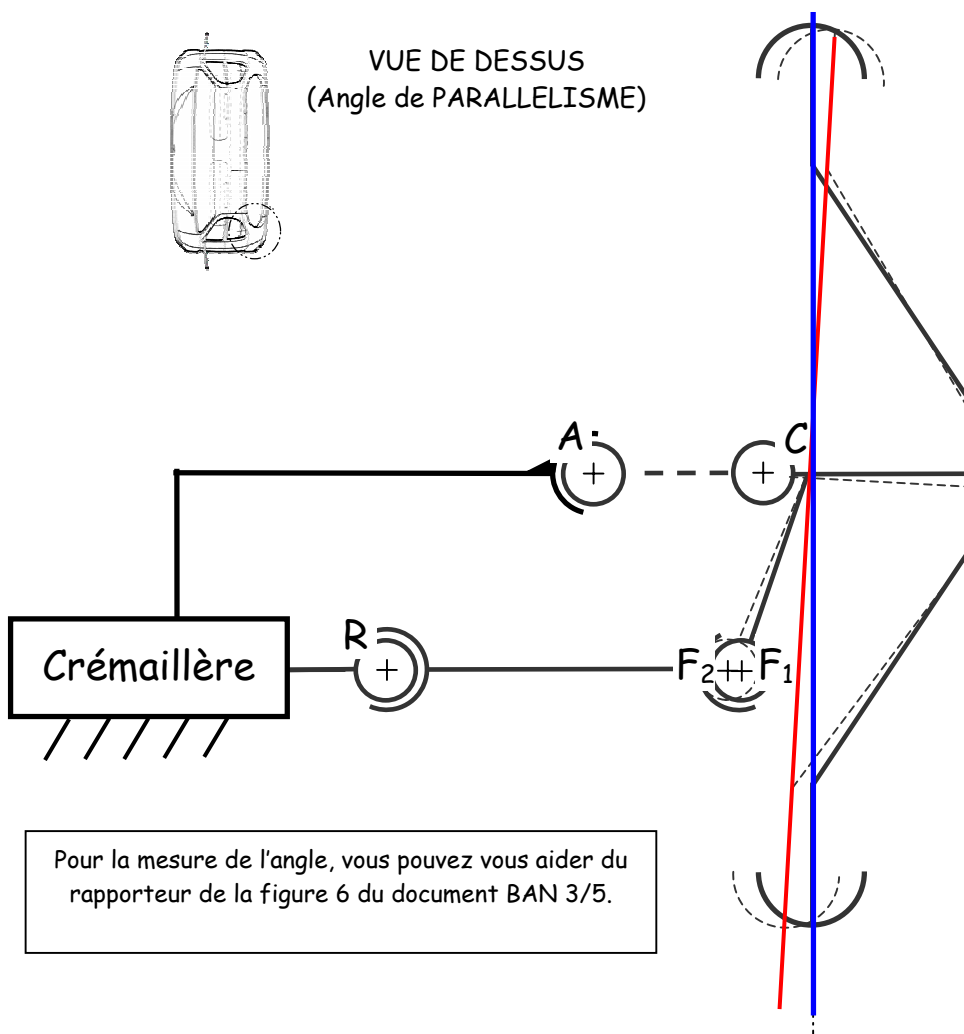 VUE DE DESSUS
(Angle de PARALLELISME)
A
C
R
Crémaillère
F2
F1
Pour la mesure de l'angle, vous pouvez vous aider du
rapporteur de la figure 6 du document BAN 3/5.